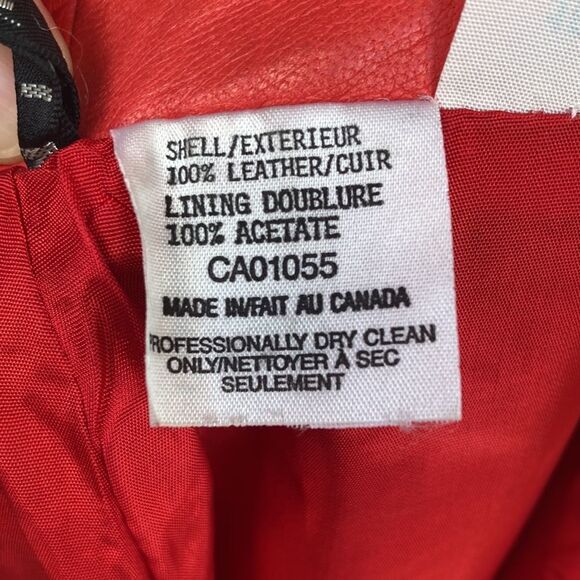 SHELL/EXTERIEUR
100% LEATHER/CUIR
LINING DOUBLURE
100% ACETATE
CA01055
MADE IN/FAIT AU CANADA
PROFESSIONALLY DRY CLEAN
ONLY/NETTOYER À SEC
SEULEMENT